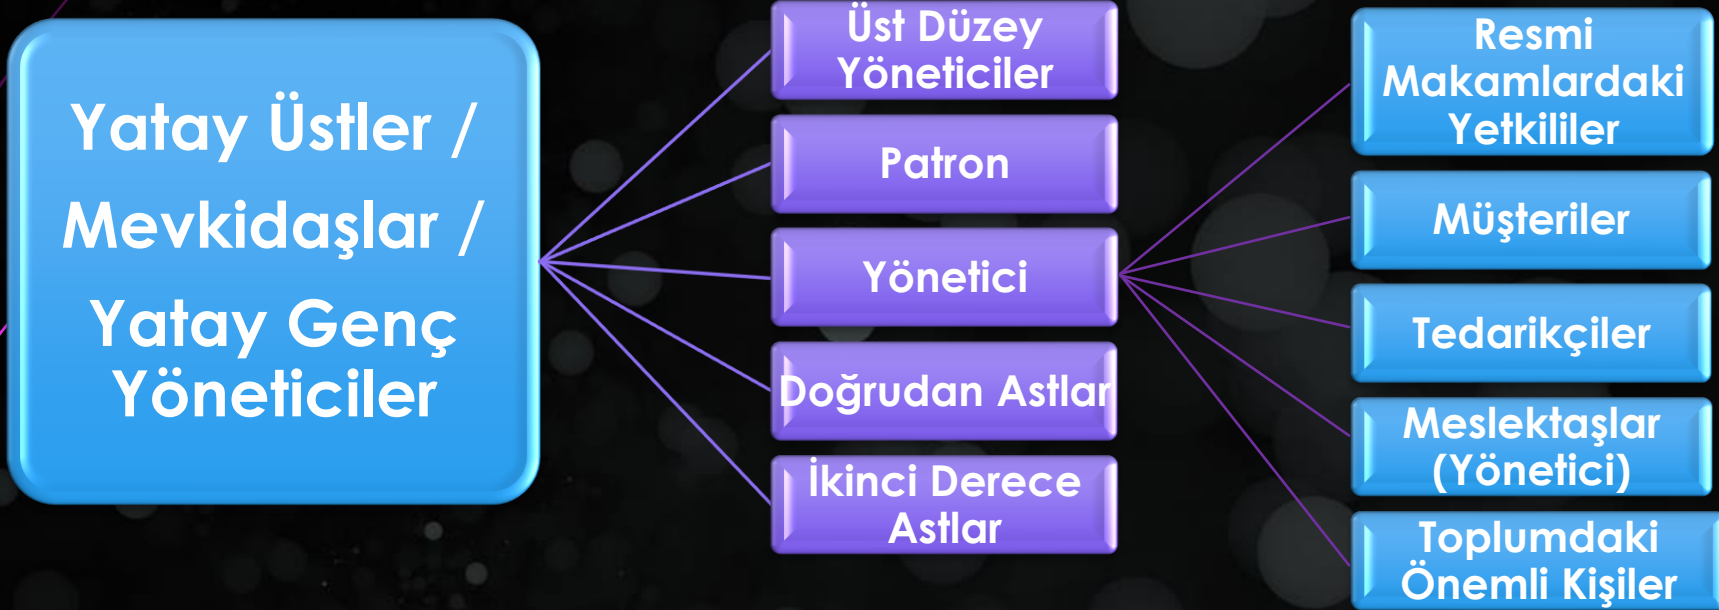 Yatay Üstler /
Mevkidaşlar /
Yatay Genç
Yöneticiler
Üst Düzey
Yöneticiler
Patron
Yönetici
Doğrudan Astlar
İkinci Derece
Astlar
Resmi
Makamlardaki
Yetkililer
Müşteriler
Tedarikçiler
Meslektaşlar
(Yönetici)
Toplumdaki
Önemli Kişiler